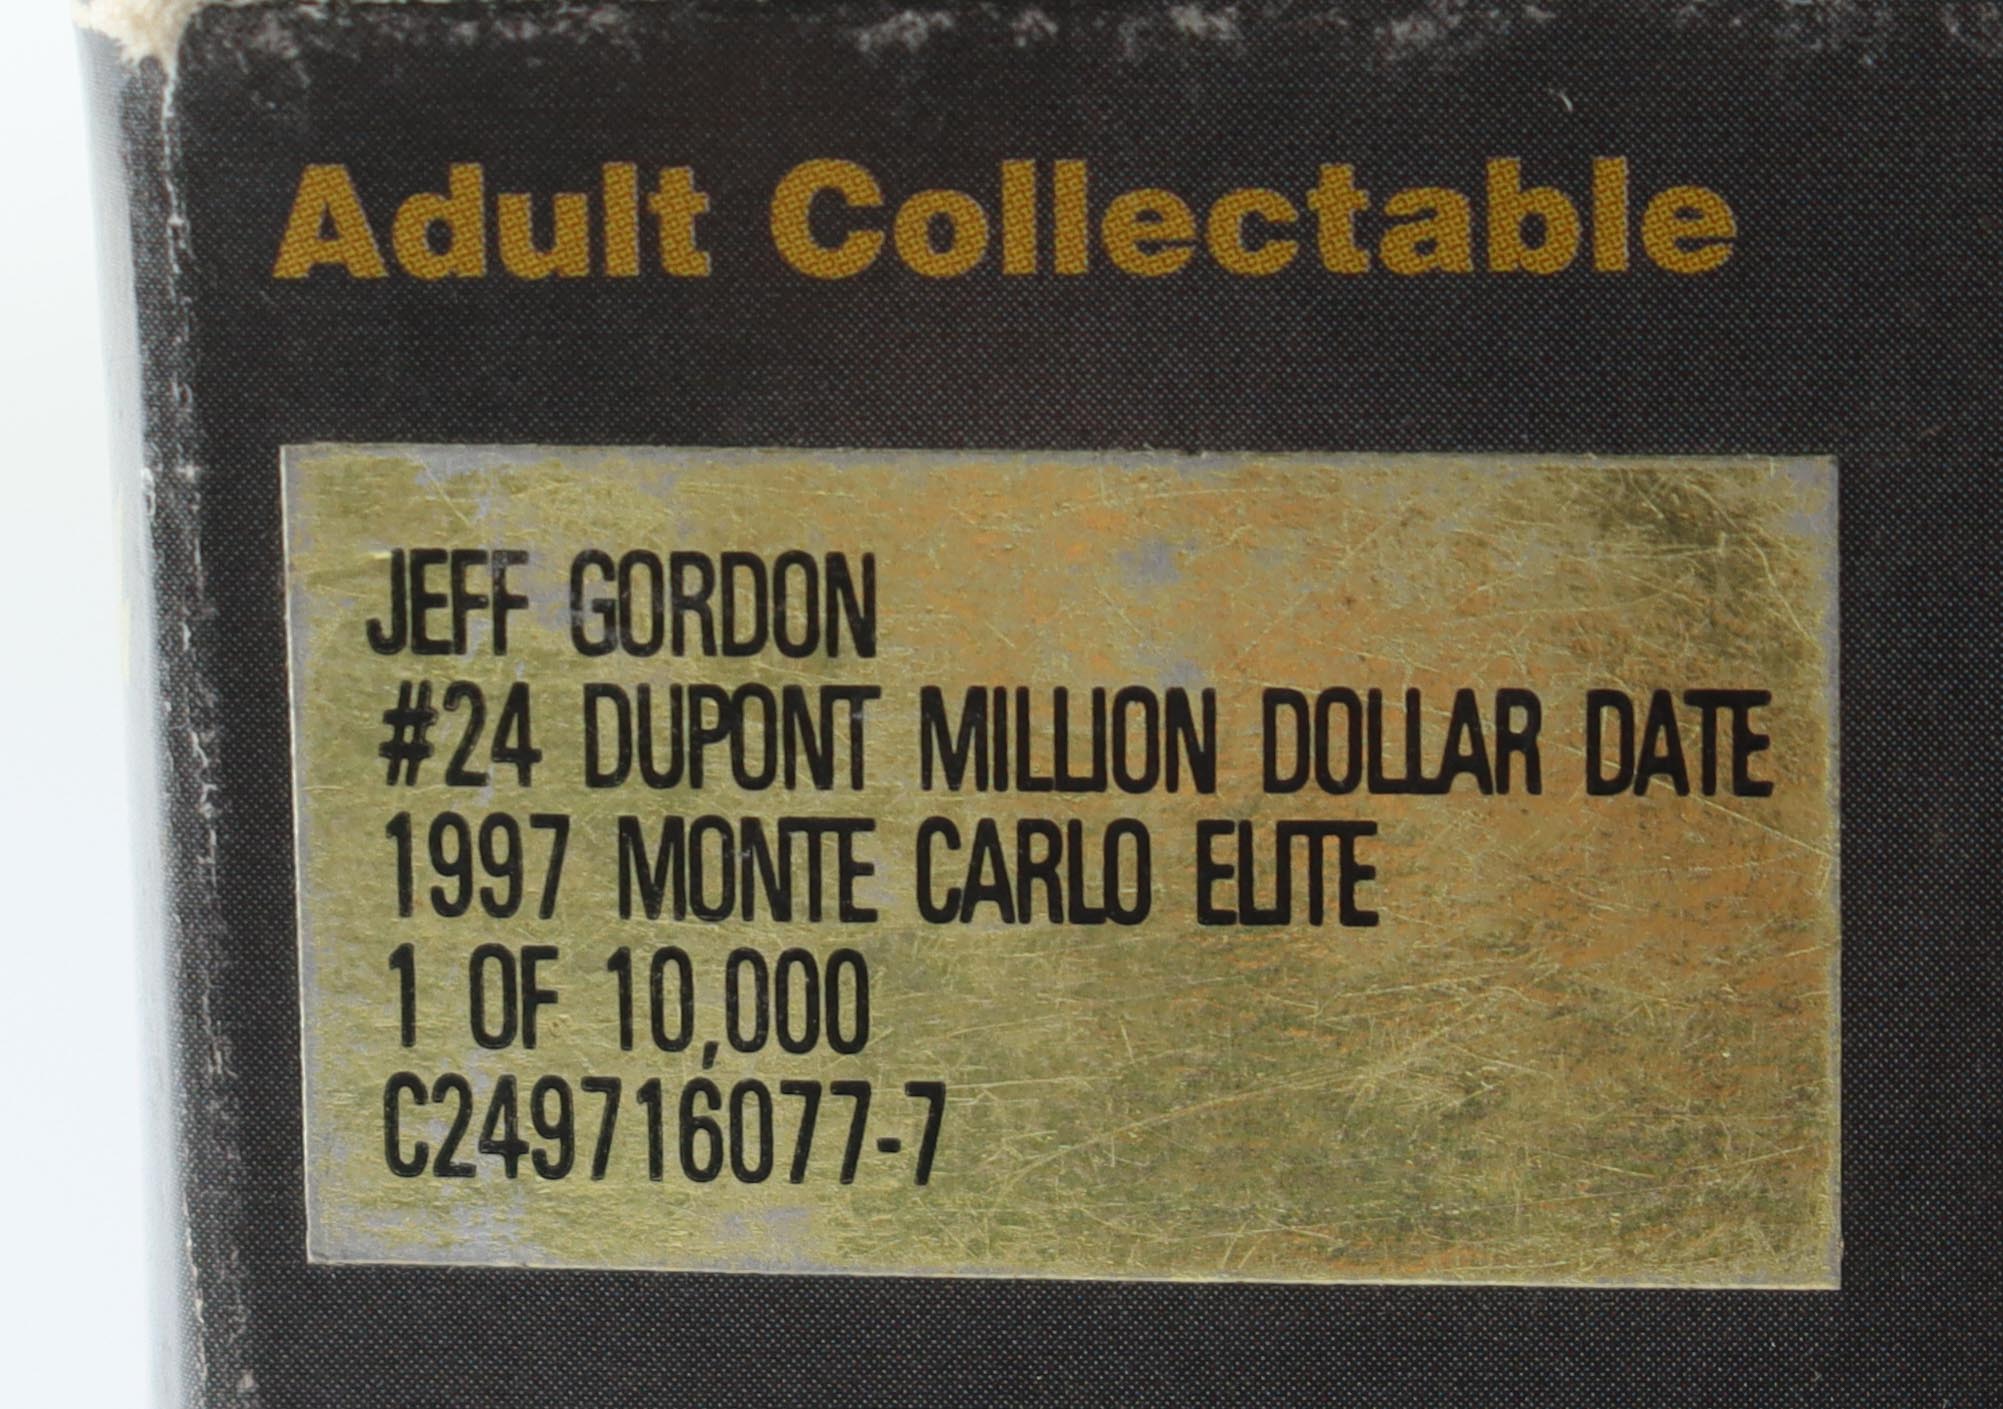 Adult Collectable
JEFF GORDON
#24 DUPONT MILLION DOLLAR DATE
1997 MONTE CARLO ELITE
1 OF 10,000
C249716077-7